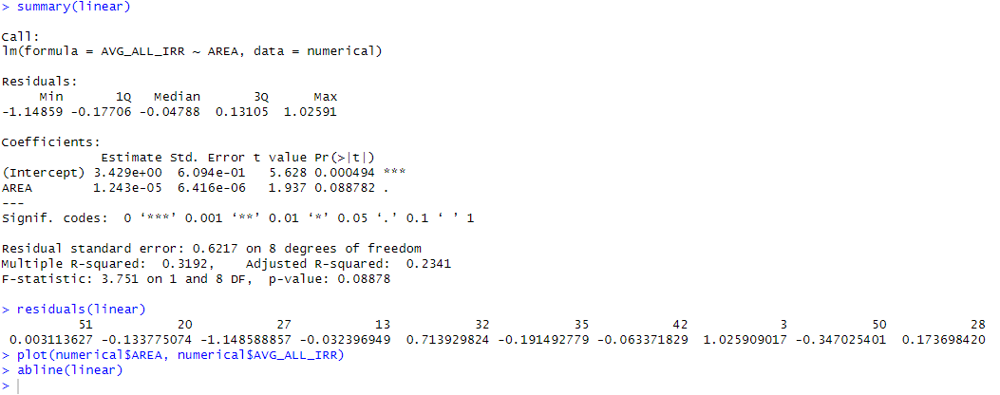 > summary(linear)
Call:
lm(formula = AVG_ALL_IRR ~ AREA, data = numerical)
Residuals:
     Min       1Q   Median       3Q      Max
-1.14859 -0.17706 -0.04788  0.13105  1.02591
Coefficients:
             Estimate Std. Error t value Pr(>|t|)
(Intercept) 3.429e+00  6.094e-01   5.628 0.000494 ***
AREA        1.243e-05  6.416e-06   1.937 0.088782 .
---
Signif. codes:  0 ‘***’ 0.001 ‘**’ 0.01 ‘*’ 0.05 ‘.’ 0.1 ‘ ’ 1
Residual standard error: 0.6217 on 8 degrees of freedom
Multiple R-squared:  0.3192,	Adjusted R-squared:  0.2341
F-statistic: 3.751 on 1 and 8 DF,  p-value: 0.08878
> residuals(linear)
          51           20           27           13           32           35           42            3           50           28
 0.003113627 -0.133775074 -1.148588857 -0.032396949  0.713929824 -0.191492779 -0.063371829  1.025909017 -0.347025401  0.173698420
> plot(numerical$AREA, numerical$AVG_ALL_IRR)
> abline(linear)
>